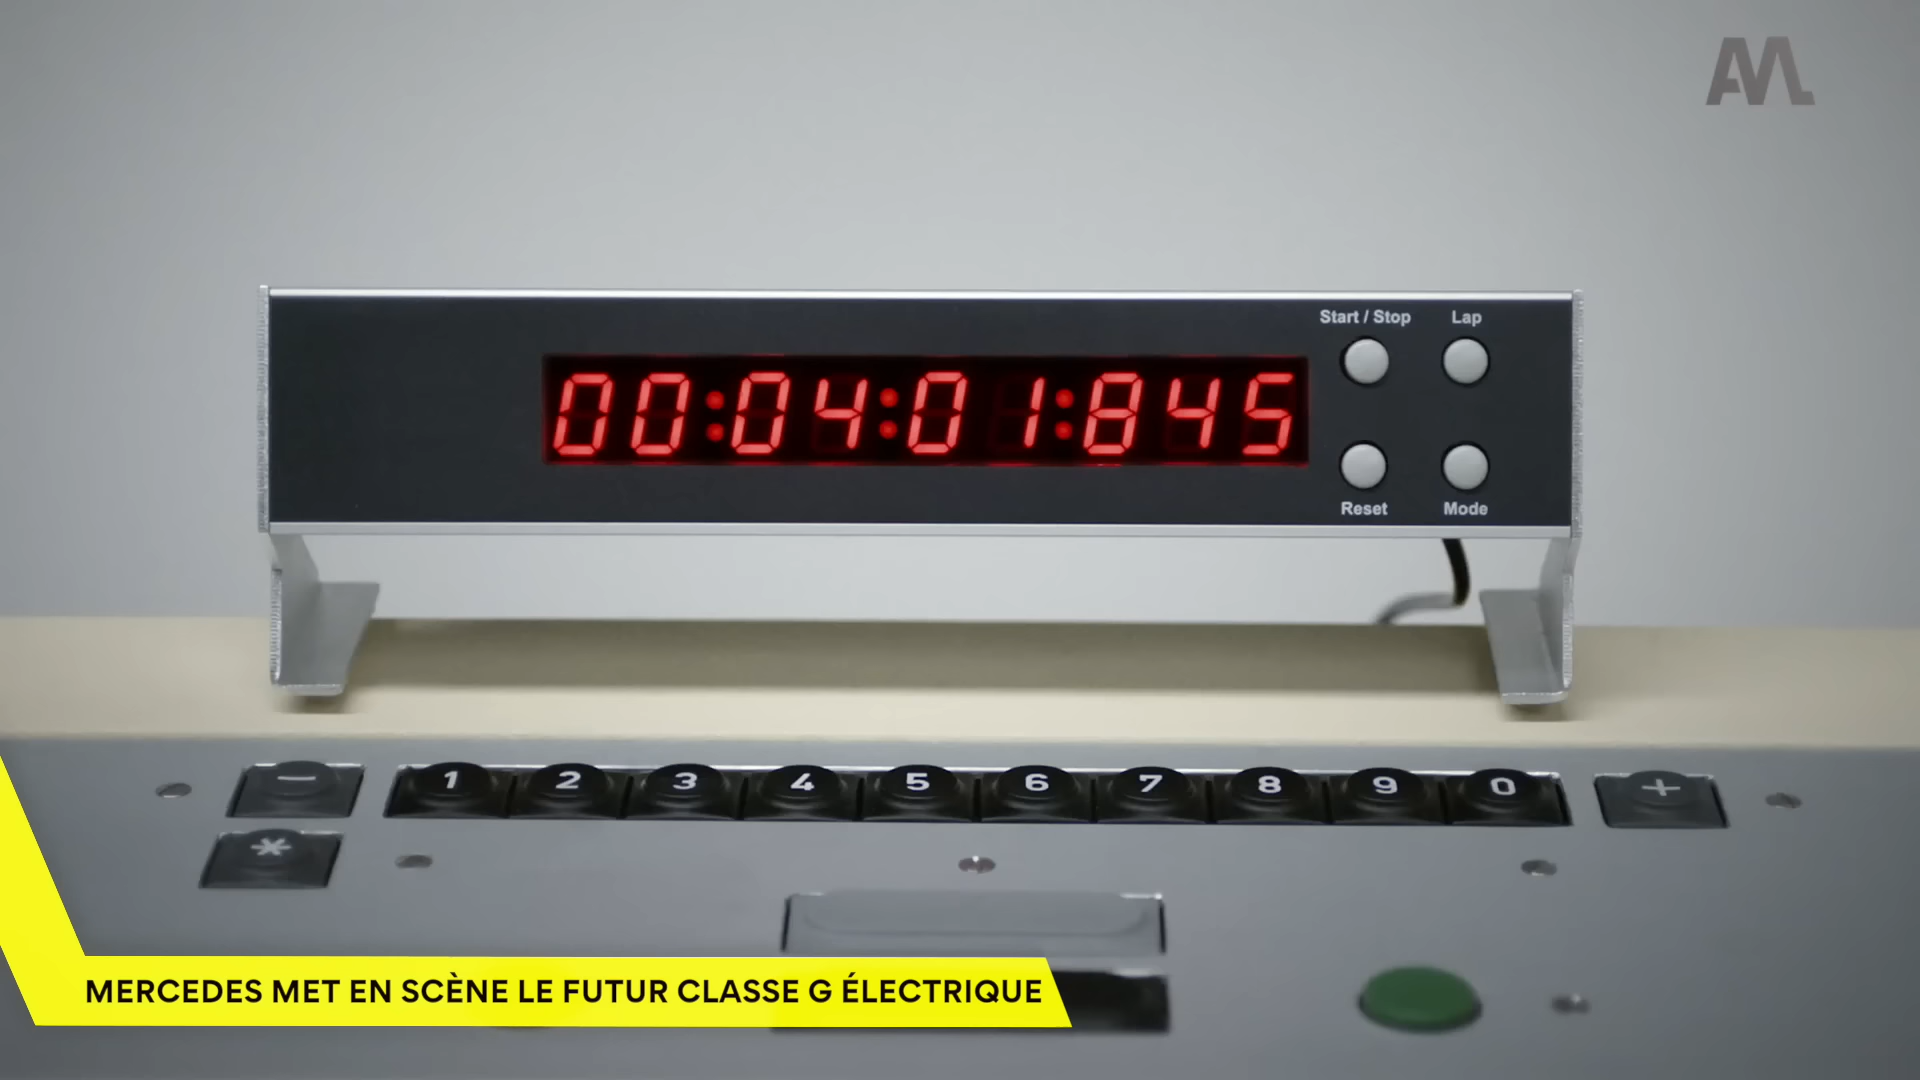 AML
Start / Stop Lap
00:04:01:845
Reset Mode
- 1 2 3 4 5 6 7 8 9 0 +
*
MERCEDES MET EN SCÈNE LE FUTUR CLASSE G ÉLECTRIQUE